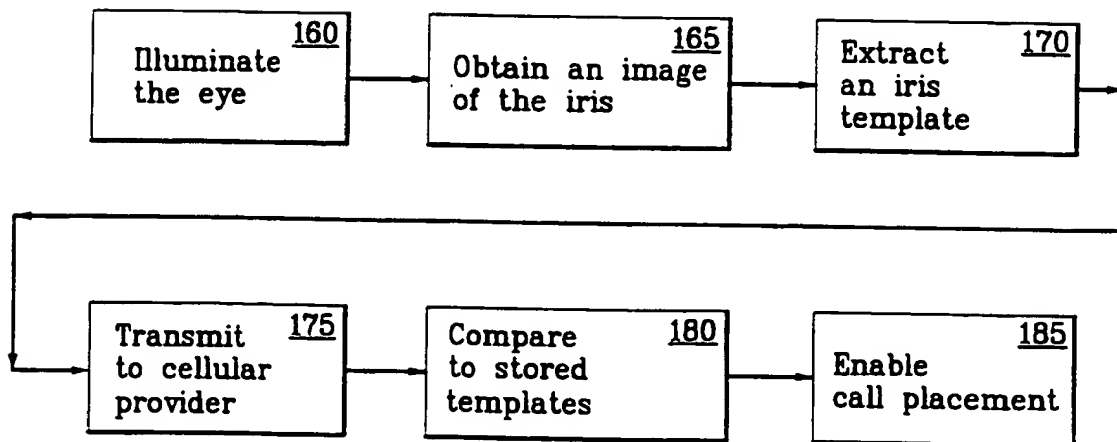 160
Illuminate
the eye
165
Obtain an image
of the iris
170
Extract
an iris
template
175
Transmit
to cellular
provider
180
Compare
to stored
templates
185
Enable
call placement